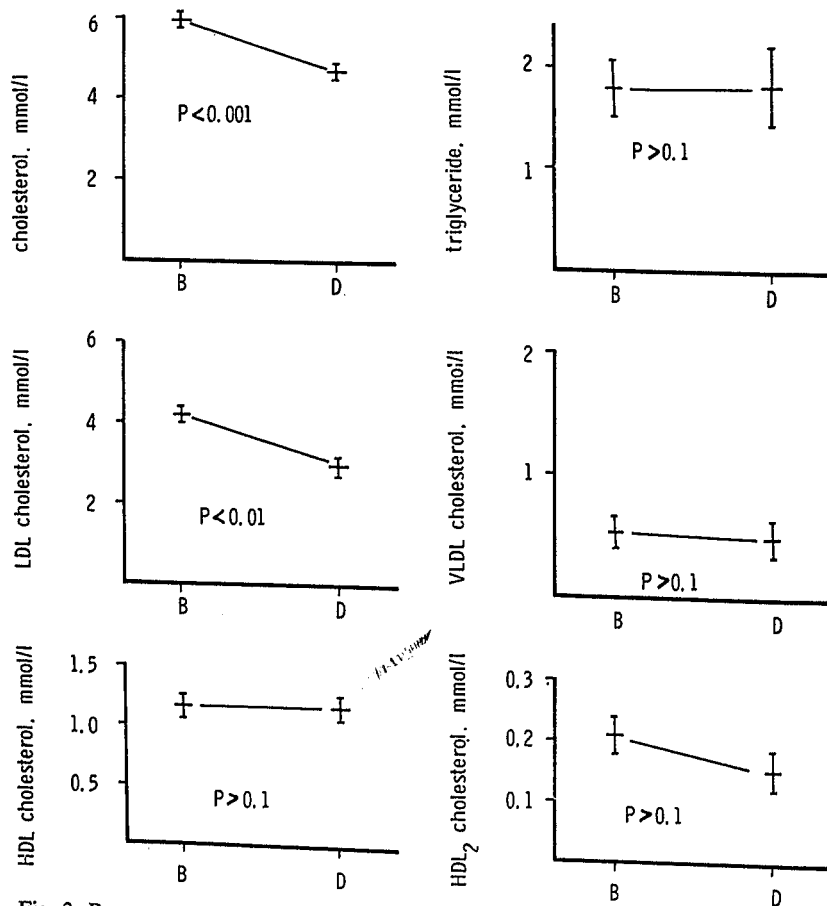 cholesterol, mmol/l
6
4
2
P<0.001
B
D
triglyceride, mmol/l
2
1
P>0.1
B
D
LDL cholesterol, mmol/l
6
4
2
P<0.01
B
D
VLDL cholesterol, mmol/l
2
1
P>0.1
B
D
HDL cholesterol, mmol/l
1.5
1.0
0.5
P>0.1
B
D
HDL2 cholesterol, mmol/l
0.3
0.2
0.1
P>0.1
B
D